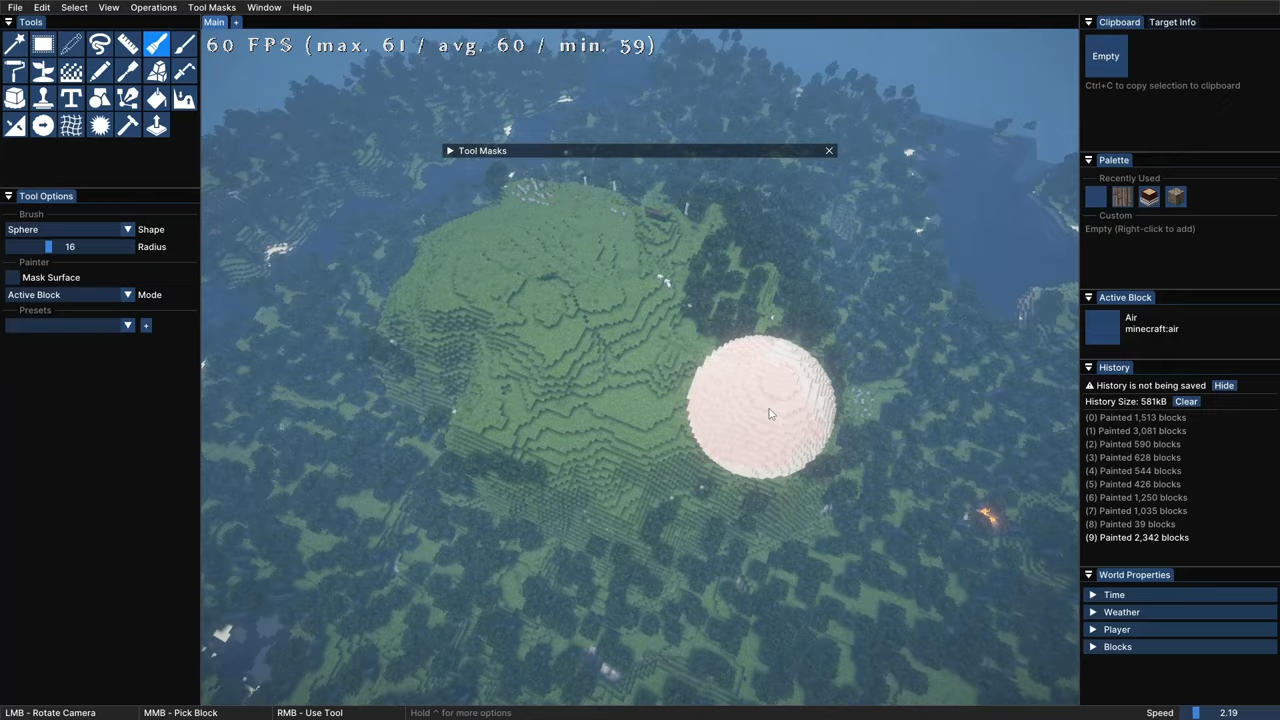 File Edit Select View Operations Tool Masks Window Help
Tools
Main +
60 FPS (max. 61 / avg. 60 / min. 59)
Tool Masks
Tool Options
Brush
Sphere Shape
16 Radius
Painter
Mask Surface
Active Block Mode
Presets
+
Clipboard Target Info
Empty
Ctrl+C to copy selection to clipboard
Palette
Recently Used
Custom
Empty (Right-click to add)
Active Block
Air
minecraft:air
History
History is not being saved Hide
History Size: 581kB Clear
(0) Painted 1,513 blocks
(1) Painted 3,081 blocks
(2) Painted 590 blocks
(3) Painted 628 blocks
(4) Painted 544 blocks
(5) Painted 426 blocks
(6) Painted 1,250 blocks
(7) Painted 1,035 blocks
(8) Painted 39 blocks
(9) Painted 2,342 blocks
World Properties
Time
Weather
Player
Blocks
LMB - Rotate Camera MMB - Pick Block RMB - Use Tool Hold ^ for more options Speed 2.19